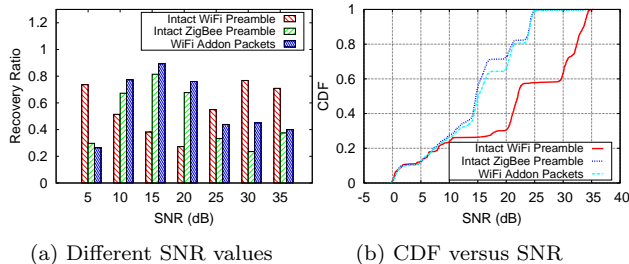 Intact WiFi Preamble
Intact ZigBee Preamble
WiFi Addon Packets
Recovery Ratio
1.2
1
0.8
0.6
0.4
0.2
0
5 10 15 20 25 30 35
SNR (dB)
(a) Different SNR values
CDF
1
0.8
0.6
0.4
0.2
0
Intact WiFi Preamble
Intact ZigBee Preamble
WiFi Addon Packets
-5 0 5 10 15 20 25 30 35 40
SNR (dB)
(b) CDF versus SNR